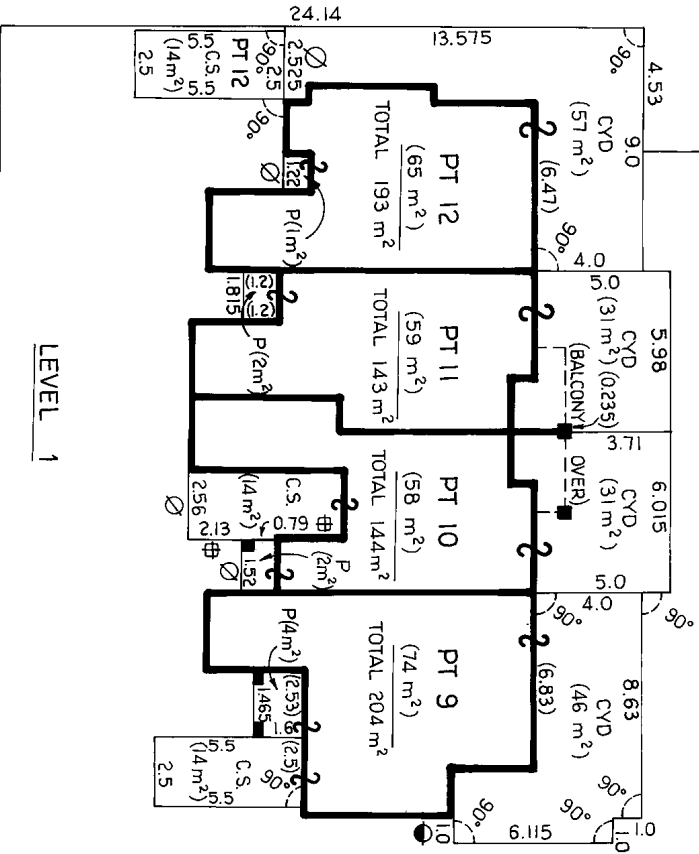 24.14
13.575
4.53
90°
90°
2.525
Ø
PT 12
C.S.
(14m²)
5.5
5.5
2.5
2.5
90°
90°
CYD
(57 m²)
9.0
(6.47)
90°
4.0
PT 12
(65 m²)
TOTAL 193 m²
1.22
Ø
P(1m²)
5.0
5.98
CYD
(31 m²)
(0.235)
(BALCONY
OVER)
3.71
PT 11
(59 m²)
TOTAL 143 m²
(1.2)
(1.2)
1.815
P(2m²)
6.015
CYD
(31 m²)
5.0
PT 10
(58 m²)
TOTAL 144 m²
C.S.
(14 m²)
2.56
Ø
2.13
0.79
P
(2m²)
1.52
Ø
4.0
90°
90°
8.63
CYD
(46 m²)
(6.83)
PT 9
(74 m²)
TOTAL 204 m²
P(4m²)
(2.53)
1.465
1.6
(2.5)
C.S.
(14m²)
5.5
5.5
2.5
90°
90°
90°
90°
1.0
1.0
1.0
6.115
LEVEL 1